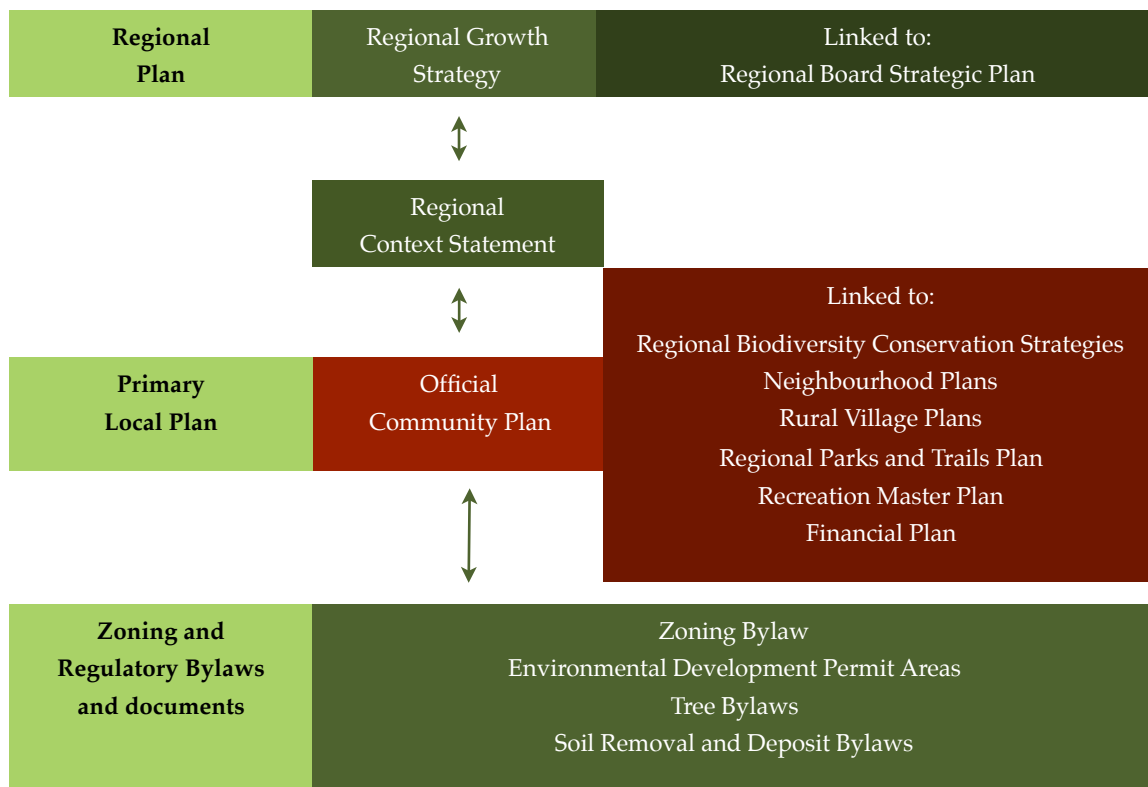 Regional
Plan
Regional Growth
Strategy
Linked to:
Regional Board Strategic Plan
Regional
Context Statement
Primary
Local Plan
Official
Community Plan
Linked to:
Regional Biodiversity Conservation Strategies
Neighbourhood Plans
Rural Village Plans
Regional Parks and Trails Plan
Recreation Master Plan
Financial Plan
Zoning and
Regulatory Bylaws
and documents
Zoning Bylaw
Environmental Development Permit Areas
Tree Bylaws
Soil Removal and Deposit Bylaws